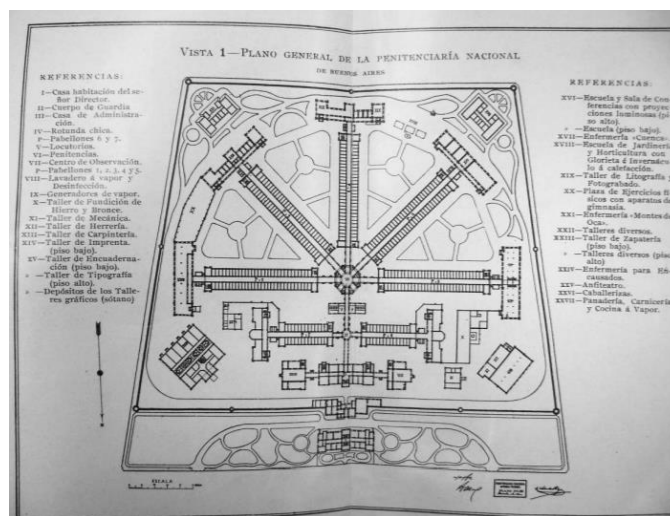 VISTA 1—PLANO GENERAL DE LA PENITENCIARÍA NACIONAL
DE BUENOS AIRES
REFERENCIAS:
I—Casa habitación del se-
ñor Director.
II—Cuerpo de Guardia
III—Casa de Administra-
ción.
IV—Rotunda chica.
P—Pabellones 6 y 7.
V—Locutorios.
VI—Penitencias.
VII—Centro de Observación.
P—Pabellones 1, 2, 3, 4 y 5.
VIII—Lavadero á vapor y
Desinfección.
IX—Generadores de vapor.
X—Taller de Fundición de
Hierro y Bronce.
XI—Taller de Mecánica.
XII—Taller de Herrería.
XIII—Taller de Carpintería.
XIV—Taller de Imprenta
(piso bajo).
XV—Taller de Encuaderna-
ción (piso bajo).
» —Taller de Tipografía
(piso alto).
» —Depósitos de los Talle-
res gráficos (sótano)
REFERENCIAS:
XVI—Escuela y Sala de Con-
ferencias con proyec-
ciones luminosas (pi-
so alto).
» —Escuela (piso bajo).
XVII—Enfermería «Cuenca»
XVIII—Escuela de Jardinería
y Horticultura con
Glorieta é Invernácu-
lo á calefacción.
XIX—Taller de Litografía y
Fotograbado.
XX—Plaza de Ejercicios fí-
sicos con aparatos de
gimnasia.
XXI—Enfermería «Montes de
Oca».
XXII—Talleres diversos.
XXIII—Taller de Zapatería
(piso bajo).
» —Talleres diversos (piso
alto)
XXIV—Enfermería para En-
causados.
XXV—Anfiteatro.
XXVI—Caballerizas.
XXVII—Panadería, Carnicería
y Cocina á Vapor.
ESCALA